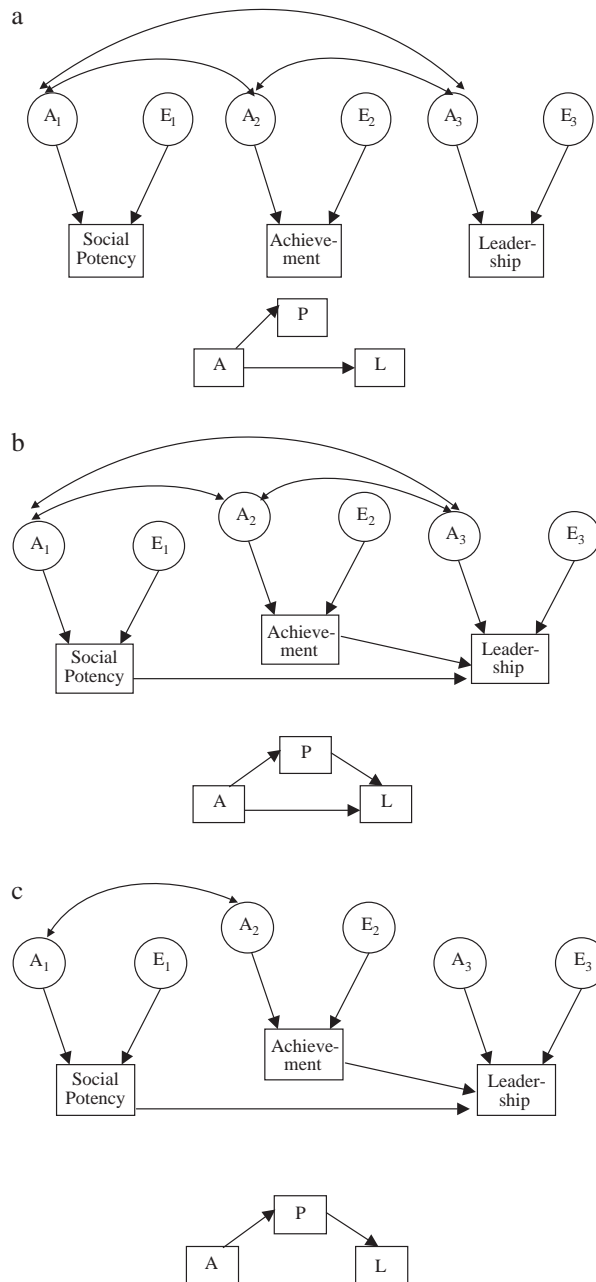 a
A1 E1 A2 E2 A3 E3
Social Achieve- Leader-
Potency ment ship
P
A L
b
A2 E2
A1 E1 A3 E3
Achieve-
ment Leader-
Social ship
Potency
P
A L
c
A2 E2
A1 E1 A3 E3
Achieve-
ment
Social Leader-
Potency ship
P
A L